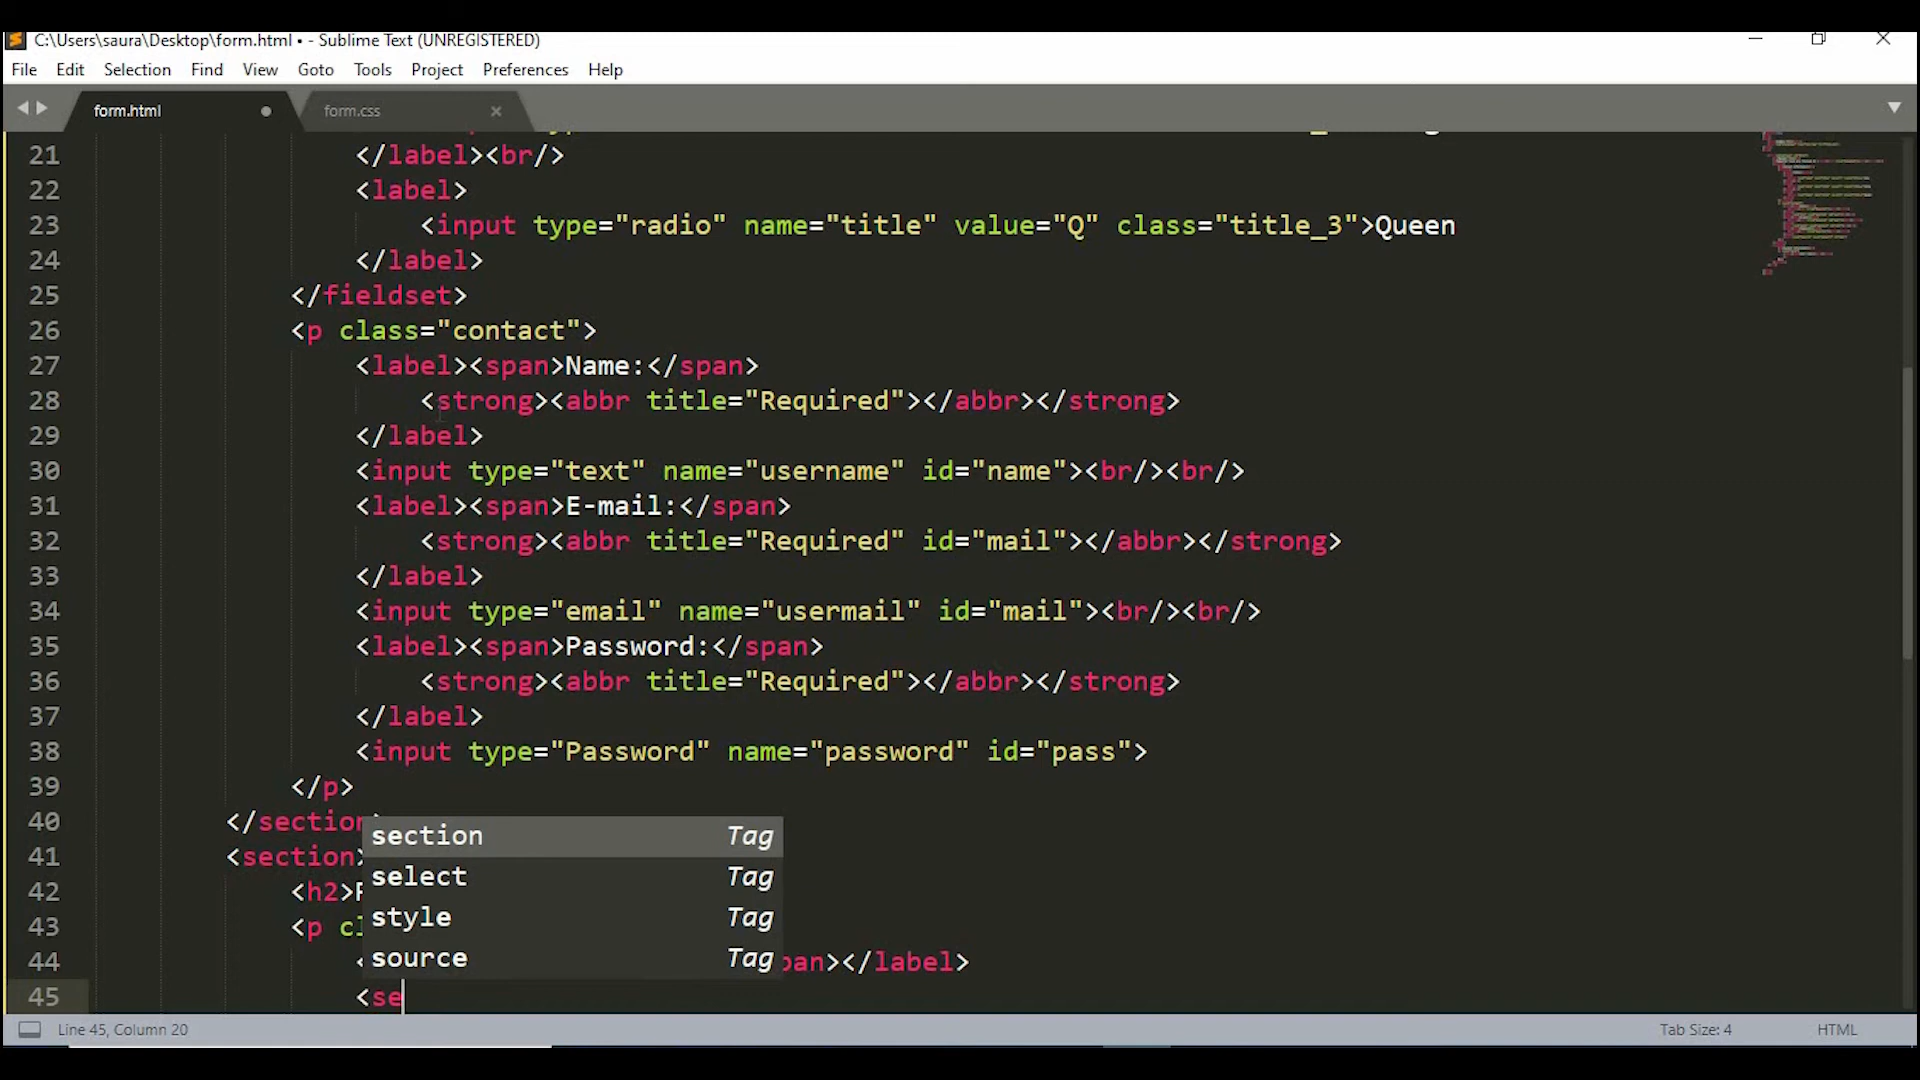 C:\Users\saura\Desktop\form.html • - Sublime Text (UNREGISTERED)
File Edit Selection Find View Goto Tools Project Preferences Help
form.html form.css
21 </label><br/>
22 <label>
23 <input type="radio" name="title" value="Q" class="title_3">Queen
24 </label>
25 </fieldset>
26 <p class="contact">
27 <label><span>Name:</span>
28 <strong><abbr title="Required"></abbr></strong>
29 </label>
30 <input type="text" name="username" id="name"><br/><br/>
31 <label><span>E-mail:</span>
32 <strong><abbr title="Required" id="mail"></abbr></strong>
33 </label>
34 <input type="email" name="usermail" id="mail"><br/><br/>
35 <label><span>Password:</span>
36 <strong><abbr title="Required"></abbr></strong>
37 </label>
38 <input type="Password" name="password" id="pass">
39 </p>
40 </section>
section Tag
41 <section>
select Tag
42 <h2>
style Tag
43 <p
source Tag
44 < </label>
45 <se
Line 45, Column 20 Tab Size: 4 HTML